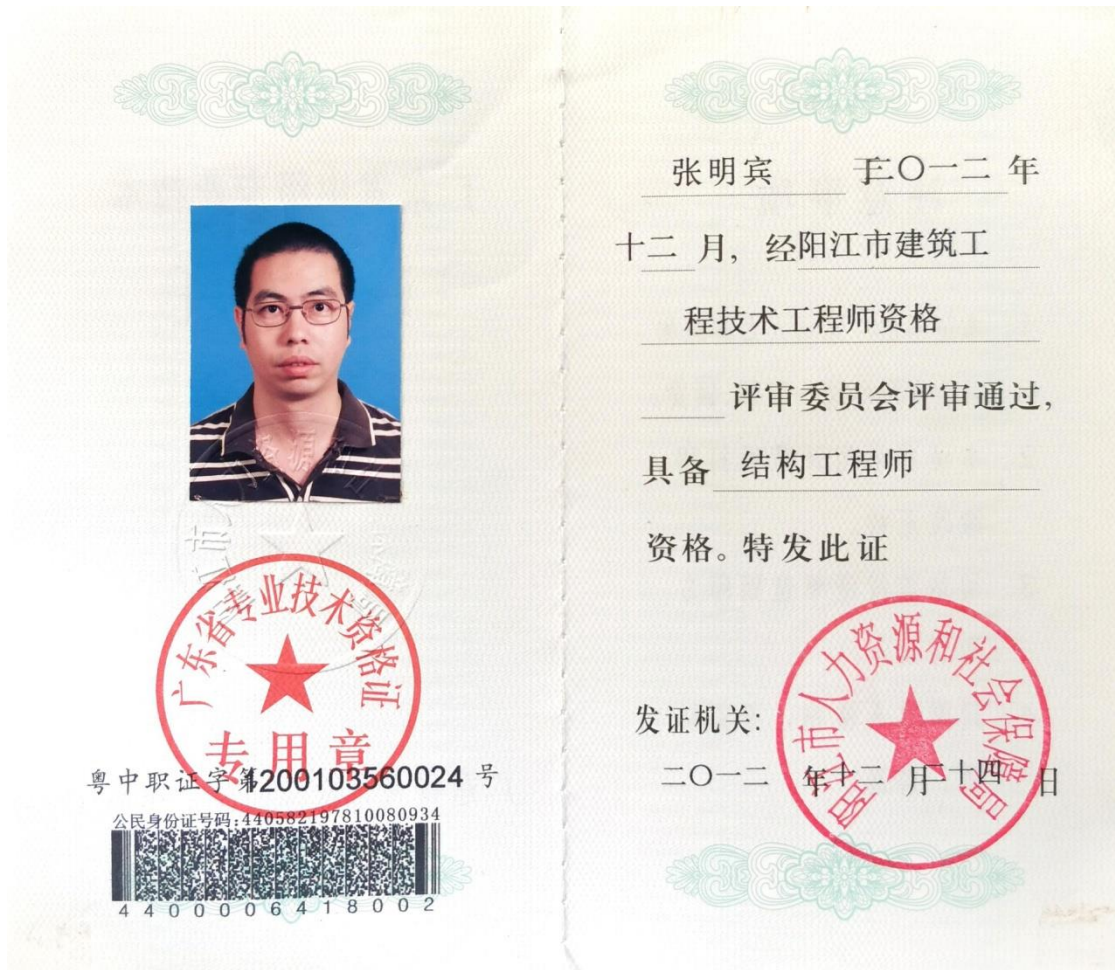 广东省专业技术资格证
专用章
粤中职证字第1200103560024号
公民身份证号码:440582197810080934
4400006418002
张明宾 于二〇一二年
十二月，经阳江市建筑工
程技术工程师资格
评审委员会评审通过，
具备 结构工程师
资格。特发此证
阳江市人力资源和社会保障局
发证机关:
二〇一二年十二月二十四日